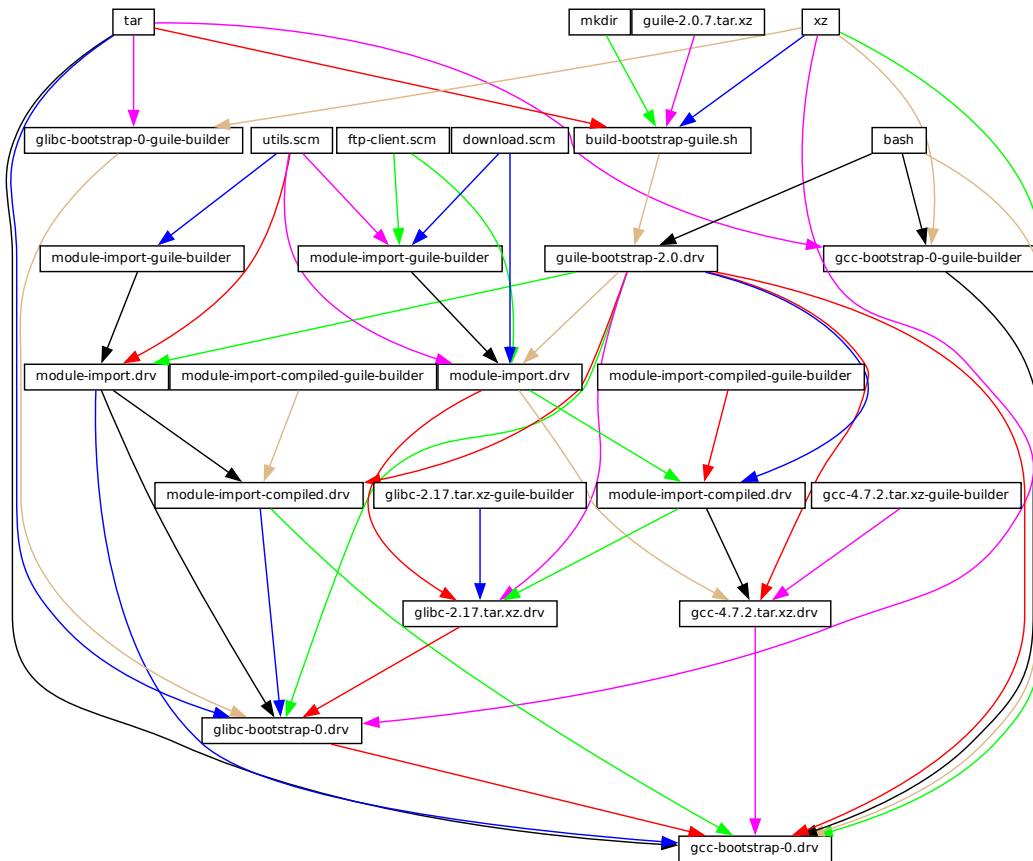 tar
mkdir
guile-2.0.7.tar.xz
xz
glibc-bootstrap-0-guile-builder
utils.scm
ftp-client.scm
download.scm
build-bootstrap-guile.sh
bash
module-import-guile-builder
module-import-guile-builder
guile-bootstrap-2.0.drv
gcc-bootstrap-0-guile-builder
module-import.drv
module-import-compiled-guile-builder
module-import.drv
module-import-compiled-guile-builder
module-import-compiled.drv
glibc-2.17.tar.xz-guile-builder
module-import-compiled.drv
gcc-4.7.2.tar.xz-guile-builder
glibc-2.17.tar.xz.drv
gcc-4.7.2.tar.xz.drv
glibc-bootstrap-0.drv
gcc-bootstrap-0.drv